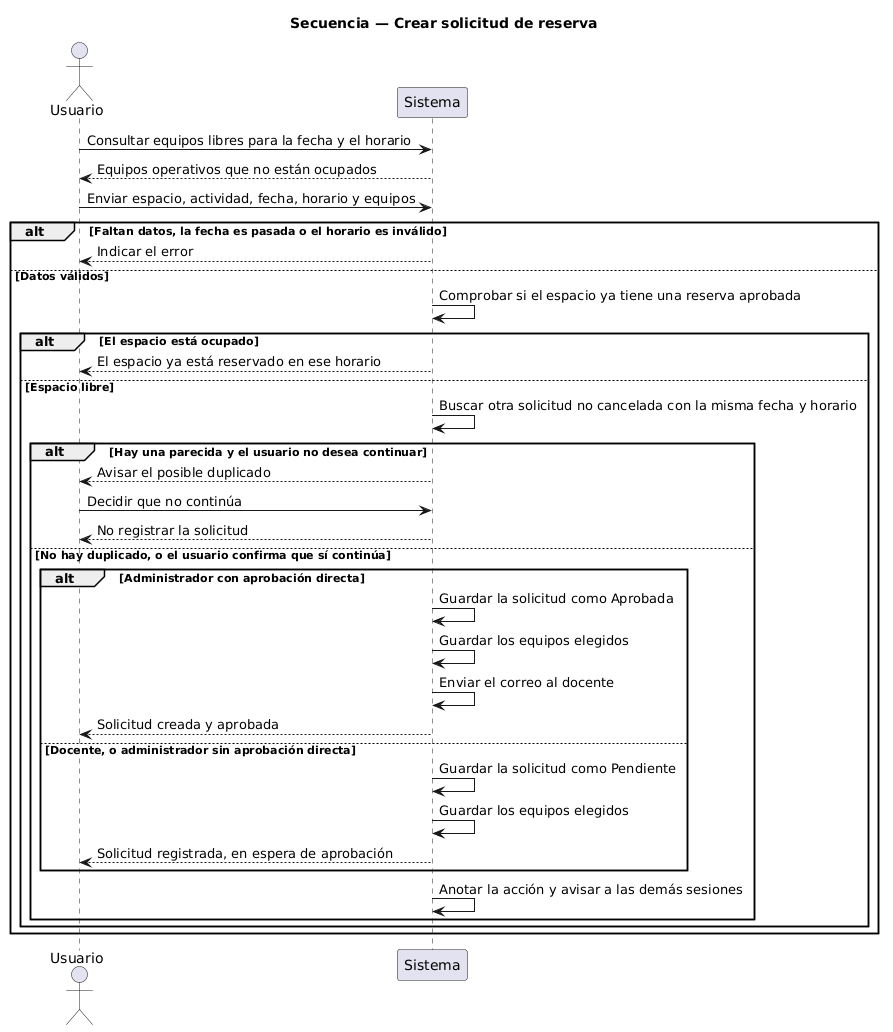 Secuencia — Crear solicitud de reserva
Usuario
Sistema
Consultar equipos libres para la fecha y el horario
Equipos operativos que no están ocupados
Enviar espacio, actividad, fecha, horario y equipos
alt [Faltan datos, la fecha es pasada o el horario es inválido]
Indicar el error
[Datos válidos]
Comprobar si el espacio ya tiene una reserva aprobada
alt [El espacio está ocupado]
El espacio ya está reservado en ese horario
[Espacio libre]
Buscar otra solicitud no cancelada con la misma fecha y horario
alt [Hay una parecida y el usuario no desea continuar]
Avisar el posible duplicado
Decidir que no continúa
No registrar la solicitud
[No hay duplicado, o el usuario confirma que sí continúa]
alt [Administrador con aprobación directa]
Guardar la solicitud como Aprobada
Guardar los equipos elegidos
Enviar el correo al docente
Solicitud creada y aprobada
[Docente, o administrador sin aprobación directa]
Guardar la solicitud como Pendiente
Guardar los equipos elegidos
Solicitud registrada, en espera de aprobación
Anotar la acción y avisar a las demás sesiones
Usuario
Sistema